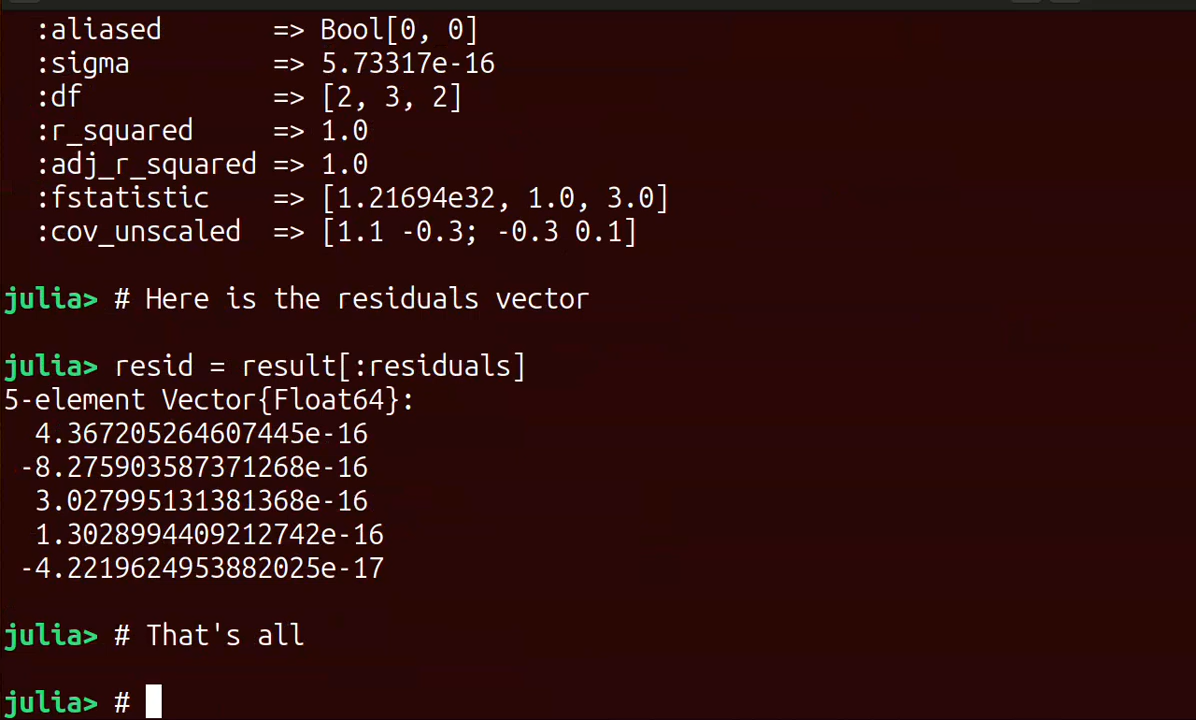 :aliased => Bool[0, 0]
:sigma => 5.73317e-16
:df => [2, 3, 2]
:r_squared => 1.0
:adj_r_squared => 1.0
:fstatistic => [1.21694e32, 1.0, 3.0]
:cov_unscaled => [1.1 -0.3; -0.3 0.1]
julia> # Here is the residuals vector
julia> resid = result[:residuals]
5-element Vector{Float64}:
4.367205264607445e-16
-8.275903587371268e-16
3.027995131381368e-16
1.3028994409212742e-16
-4.2219624953882025e-17
julia> # That's all
julia> #